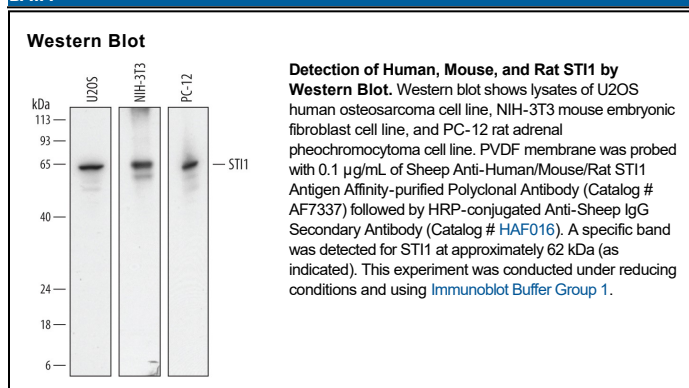 Western Blot
U2OS
NIH-3T3
PC-12
kDa
113
93
65
STI1
40
24
18
6
Detection of Human, Mouse, and Rat STI1 by
Western Blot. Western blot shows lysates of U2OS
human osteosarcoma cell line, NIH-3T3 mouse embryonic
fibroblast cell line, and PC-12 rat adrenal
pheochromocytoma cell line. PVDF membrane was probed
with 0.1 µg/mL of Sheep Anti-Human/Mouse/Rat STI1
Antigen Affinity-purified Polyclonal Antibody (Catalog #
AF7337) followed by HRP-conjugated Anti-Sheep IgG
Secondary Antibody (Catalog # HAF016). A specific band
was detected for STI1 at approximately 62 kDa (as
indicated). This experiment was conducted under reducing
conditions and using Immunoblot Buffer Group 1.